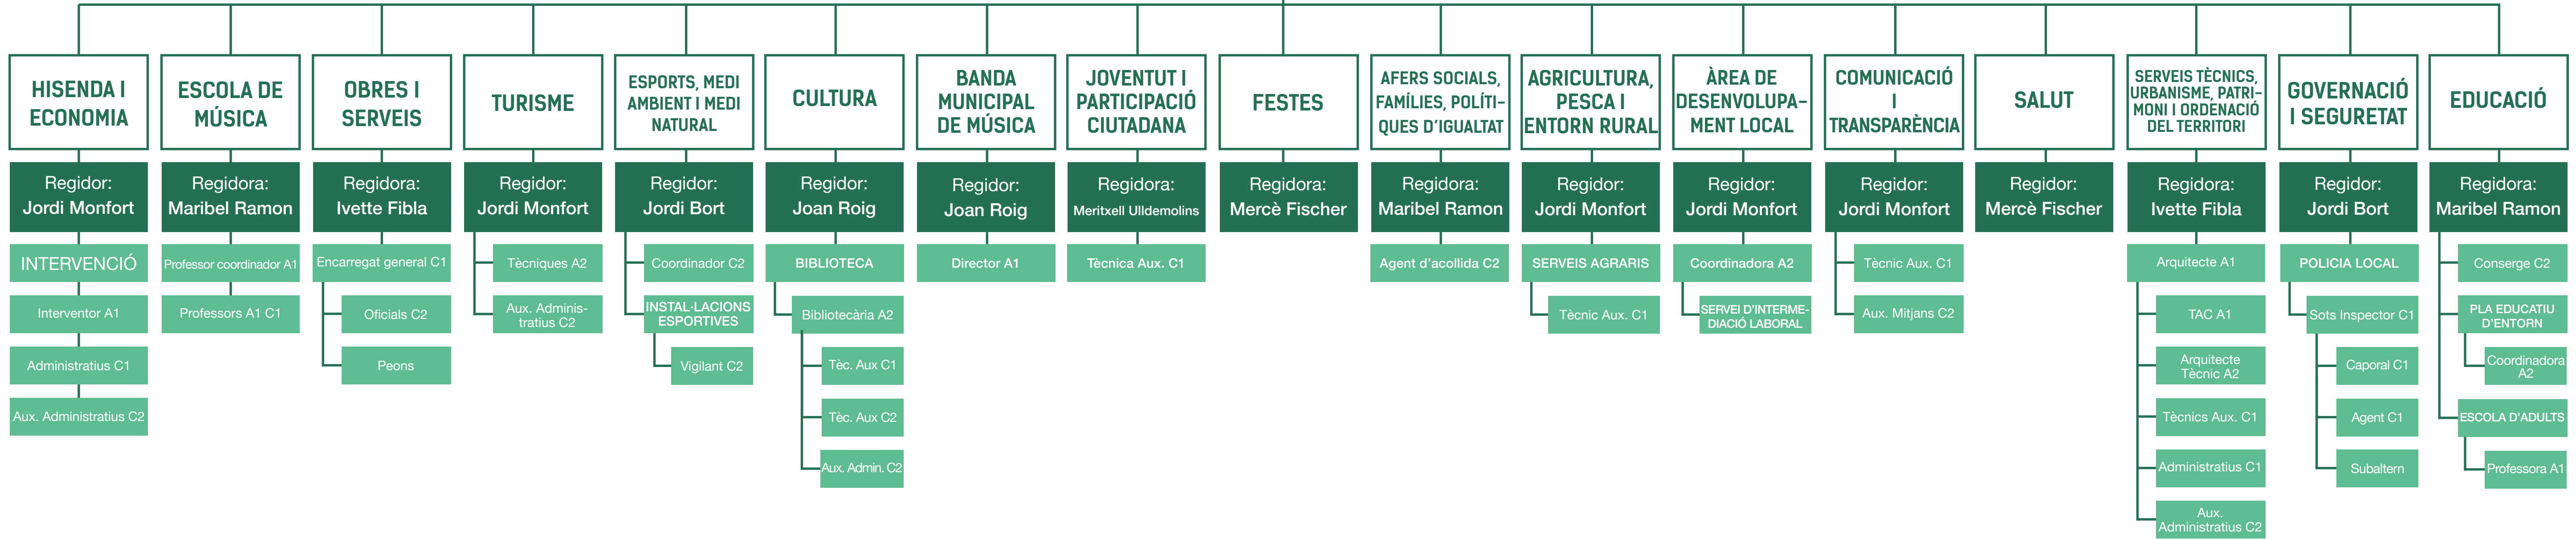 HISENDA I
ECONOMIA
Regidor:
Jordi Monfort
INTERVENCIÓ
Interventor A1
Administratius C1
Aux. Administratius C2
ESCOLA DE
MÚSICA
Regidora:
Maribel Ramon
Professor coordinador A1
Professors A1 C1
OBRES I
SERVEIS
Regidora:
Ivette Fibla
Encarregat general C1
Oficials C2
Peons
TURISME
Regidor:
Jordi Monfort
Tècniques A2
Aux. Adminis-
tratius C2
ESPORTS, MEDI
AMBIENT I MEDI
NATURAL
Regidor:
Jordi Bort
Coordinador C2
INSTAL·LACIONS
ESPORTIVES
Vigilant C2
CULTURA
Regidor:
Joan Roig
BIBLIOTECA
Bibliotecària A2
Tèc. Aux C1
Tèc. Aux C2
Aux. Admin. C2
BANDA
MUNICIPAL
DE MÚSICA
Regidor:
Joan Roig
Director A1
JOVENTUT I
PARTICIPACIÓ
CIUTADANA
Regidora:
Meritxell Ulldemolins
Tècnica Aux. C1
FESTES
Regidor:
Mercè Fischer
AFERS SOCIALS,
FAMÍLIES, POLÍTI-
QUES D'IGUALTAT
Regidora:
Maribel Ramon
Agent d'acollida C2
AGRICULTURA,
PESCA I
ENTORN RURAL
Regidor:
Jordi Monfort
SERVEIS AGRARIS
Tècnic Aux. C1
ÀREA DE
DESENVOLUPA-
MENT LOCAL
Regidor:
Jordi Monfort
Coordinadora A2
SERVEI D'INTERME-
DIACIÓ LABORAL
COMUNICACIÓ
I
TRANSPARÈNCIA
Regidor:
Jordi Monfort
Tècnic Aux. C1
Aux. Mitjans C2
SALUT
Regidor:
Mercè Fischer
SERVEIS TÈCNICS,
URBANISME, PATRI-
MONI I ORDENACIÓ
DEL TERRITORI
Regidora:
Ivette Fibla
Arquitecte A1
TAC A1
Arquitecte
Tècnic A2
Tècnics Aux. C1
Administratius C1
Aux.
Administratius C2
GOVERNACIÓ
I SEGURETAT
Regidor:
Jordi Bort
POLICIA LOCAL
Sots Inspector C1
Caporal C1
Agent C1
Subaltern
EDUCACIÓ
Regidora:
Maribel Ramon
Conserge C2
PLA EDUCATIU
D'ENTORN
Coordinadora
A2
ESCOLA D'ADULTS
Professora A1